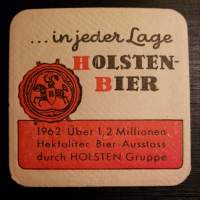 ...in jeder Lage
HOLSTEN-
BIER
1962 Über 1,2 Millionen
Hektoliter Bier-Ausstoss
durch HOLSTEN Gruppe